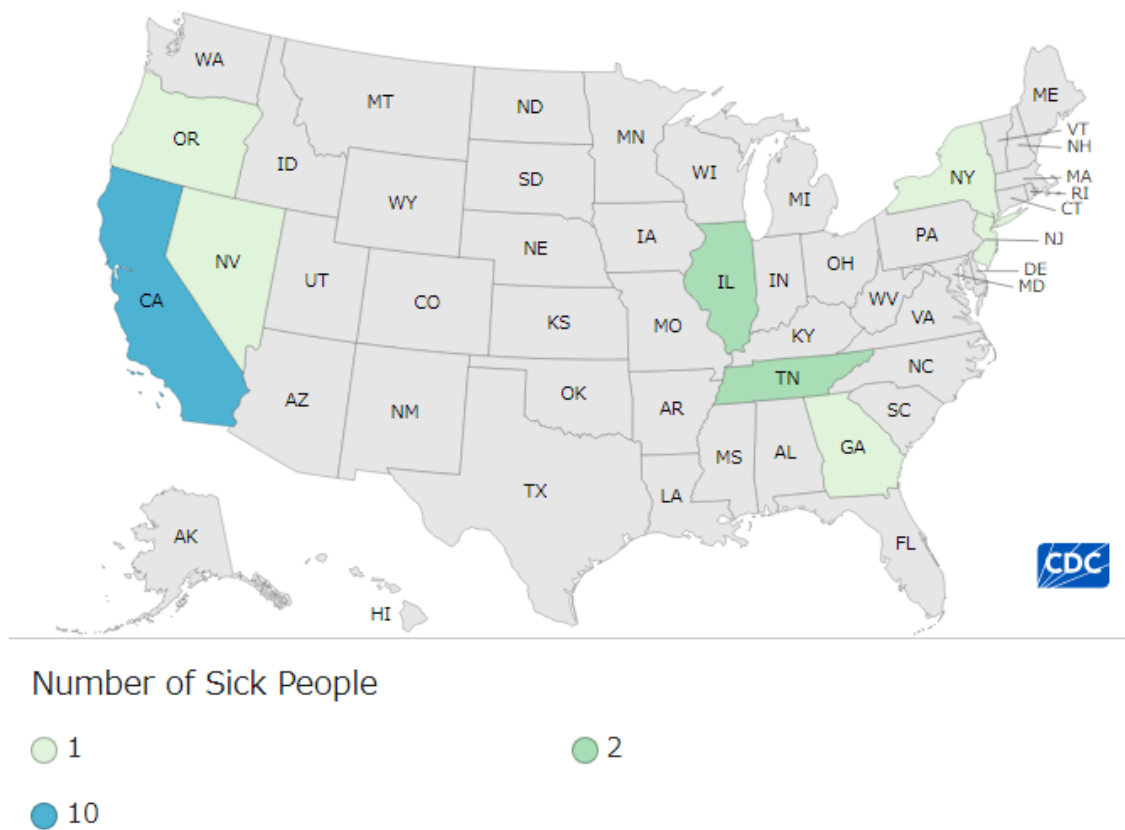 WA
MT
ND
MN
ME
VT
NH
OR
ID
SD
WI
MI
NY
MA
RI
CT
WY
IA
PA
NJ
NE
NV
UT
CO
IL
IN
OH
DE
MD
CA
KS
MO
WV
VA
KY
NC
AZ
NM
OK
AR
TN
SC
MS
AL
GA
TX
LA
AK
FL
CDC
HI
Number of Sick People
1
2
10